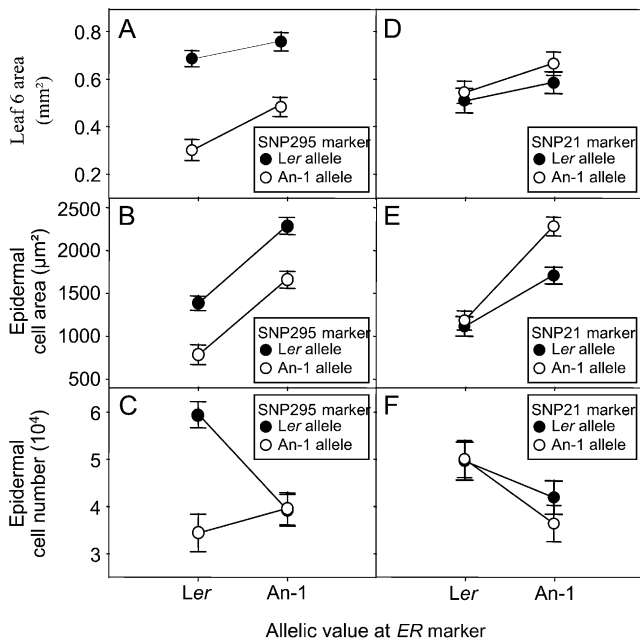 A
0.8
0.6
0.4
0.2
Leaf 6 area
(mm²)
SNP295 marker
Ler allele
An-1 allele
D
SNP21 marker
Ler allele
An-1 allele
B
2500
2000
1500
1000
500
Epidermal
cell area (µm²)
SNP295 marker
Ler allele
An-1 allele
E
SNP21 marker
Ler allele
An-1 allele
C
6
5
4
3
Epidermal
cell number (10⁴)
SNP295 marker
Ler allele
An-1 allele
F
SNP21 marker
Ler allele
An-1 allele
Ler An-1 Ler An-1
Allelic value at ER marker